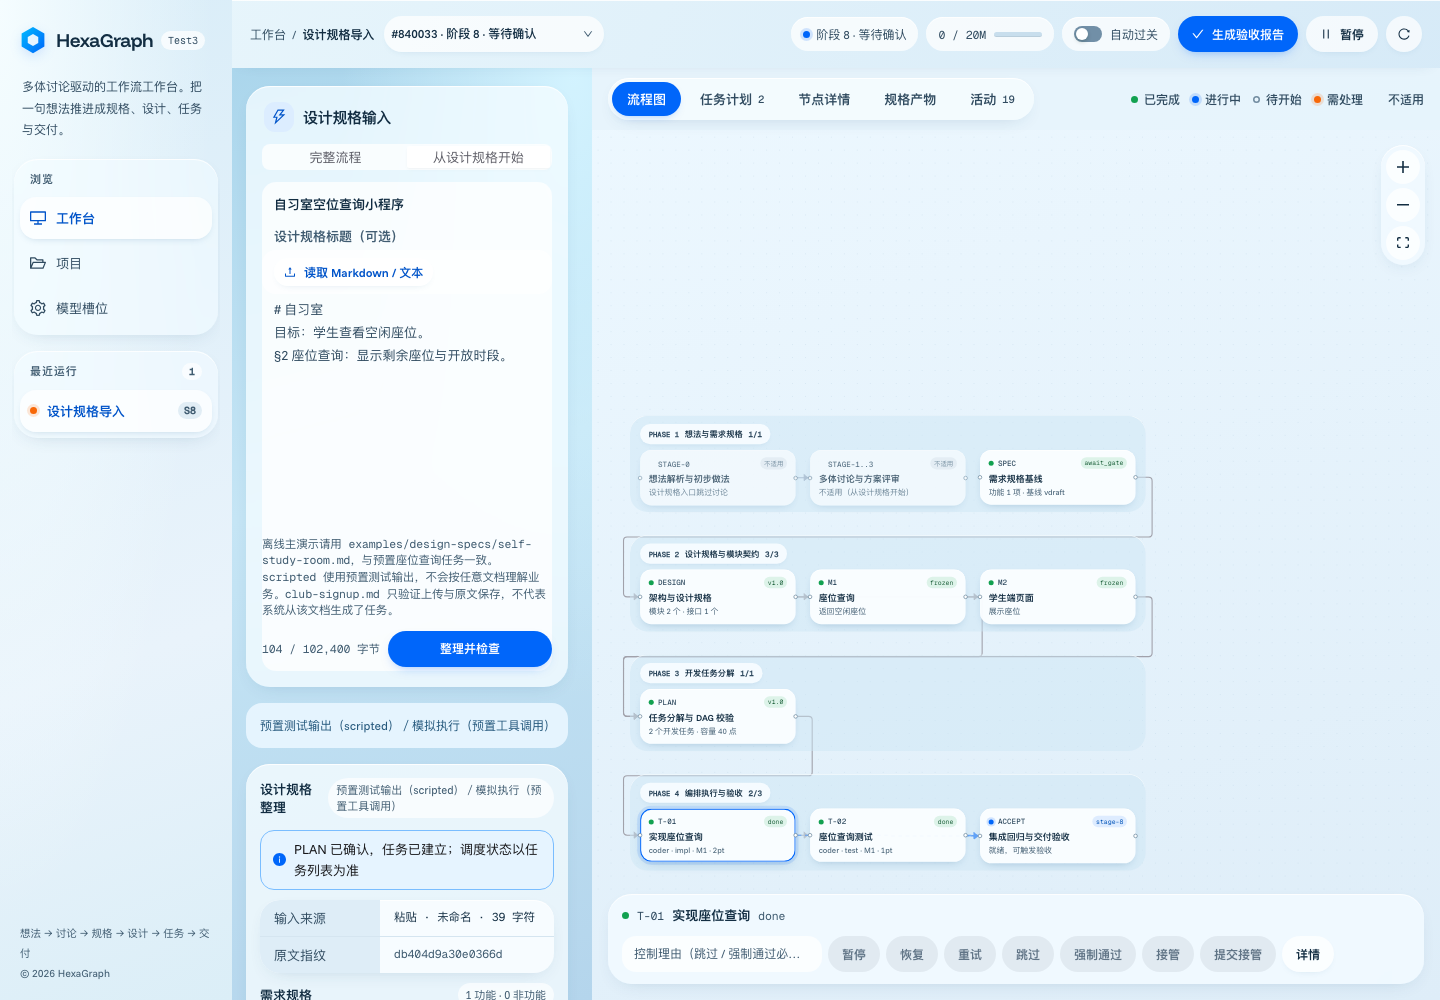 HexaGraph Test3
多体讨论驱动的工作流工作台。把
一句想法推进成规格、设计、任务
与交付。
浏览
工作台
项目
模型槽位
最近运行 1
设计规格导入 S8
想法 → 讨论 → 规格 → 设计 → 任务 → 交
付
© 2026 HexaGraph
工作台 / 设计规格导入
#840033 · 阶段 8 · 等待确认
阶段 8 · 等待确认
0 / 20M
自动过关
生成验收报告
暂停
设计规格输入
完整流程 从设计规格开始
自习室空位查询小程序
设计规格标题（可选）
读取 Markdown / 文本
# 自习室
目标：学生查看空闲座位。
§2 座位查询：显示剩余座位与开放时段。
离线主演示请用 examples/design-specs/self-
study-room.md，与预置座位查询任务一致。
scripted 使用预置测试输出，不会按任意文档理解业
务。club-signup.md 只验证上传与原文保存，不代表
系统从该文档生成了任务。
104 / 102,400 字节
整理并检查
预置测试输出（scripted） / 模拟执行（预置工具调用）
设计规格
整理
预置测试输出（scripted） / 模拟执行（预
置工具调用）
PLAN 已确认，任务已建立；调度状态以任
务列表为准
输入来源 粘贴 · 未命名 · 39 字符
原文指纹 db404d9a30e0366d
需求规格 1 功能 · 0 非功能
流程图 任务计划 2 节点详情 规格产物 活动 19
已完成 进行中 待开始 需处理 不适用
PHASE 1 想法与需求规格 1/1
STAGE-0 不适用
想法解析与初步做法
设计规格入口跳过讨论
STAGE-1..3 不适用
多体讨论与方案评审
不适用（从设计规格开始）
SPEC await_gate
需求规格基线
功能 1 项 · 基线 vdraft
PHASE 2 设计规格与模块契约 3/3
DESIGN v1.0
架构与设计规格
模块 2 个 · 接口 1 个
M1 frozen
座位查询
返回空闲座位
M2 frozen
学生端页面
展示座位
PHASE 3 开发任务分解 1/1
PLAN v1.0
任务分解与 DAG 校验
2 个开发任务 · 容量 40 点
PHASE 4 编排执行与验收 2/3
T-01 done
实现座位查询
coder · impl · M1 · 2pt
T-02 done
座位查询测试
coder · test · M1 · 1pt
ACCEPT stage-8
集成回归与交付验收
就绪，可触发验收
T-01 实现座位查询 done
控制理由（跳过 / 强制通过必…
暂停 恢复 重试 跳过 强制通过 接管 提交接管 详情